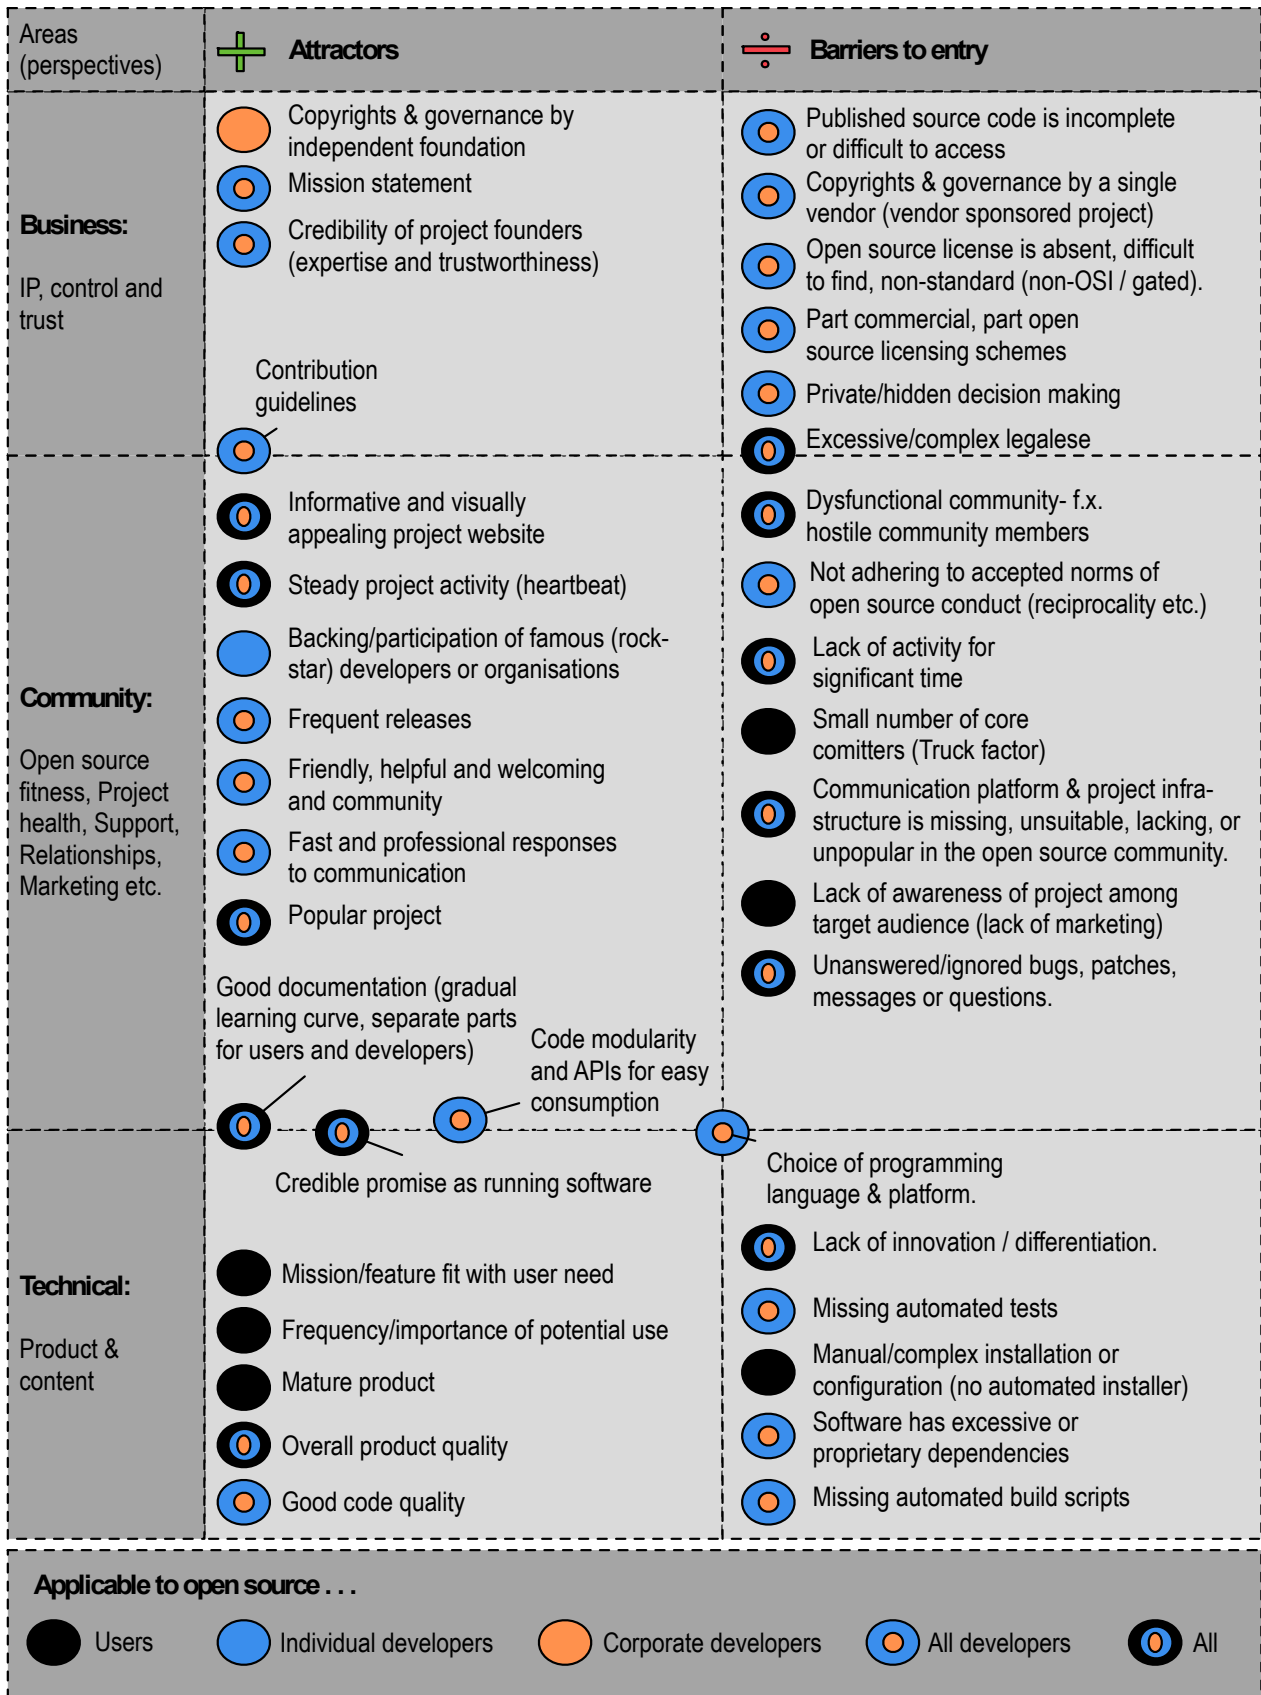 Areas
(perspectives)
Attractors
Barriers to entry
Business:
IP, control and
trust
Copyrights & governance by
independent foundation
Mission statement
Credibility of project founders
(expertise and trustworthiness)
Contribution
guidelines
Published source code is incomplete
or difficult to access
Copyrights & governance by a single
vendor (vendor sponsored project)
Open source license is absent, difficult
to find, non-standard (non-OSI / gated).
Part commercial, part open
source licensing schemes
Private/hidden decision making
Excessive/complex legalese
Community:
Open source
fitness, Project
health, Support,
Relationships,
Marketing etc.
Informative and visually
appealing project website
Steady project activity (heartbeat)
Backing/participation of famous (rock-
star) developers or organisations
Frequent releases
Friendly, helpful and welcoming
and community
Fast and professional responses
to communication
Popular project
Good documentation (gradual
learning curve, separate parts
for users and developers)
Code modularity
and APIs for easy
consumption
Dysfunctional community- f.x.
hostile community members
Not adhering to accepted norms of
open source conduct (reciprocality etc.)
Lack of activity for
significant time
Small number of core
comitters (Truck factor)
Communication platform & project infra-
structure is missing, unsuitable, lacking, or
unpopular in the open source community.
Lack of awareness of project among
target audience (lack of marketing)
Unanswered/ignored bugs, patches,
messages or questions.
Technical:
Product &
content
Credible promise as running software
Mission/feature fit with user need
Frequency/importance of potential use
Mature product
Overall product quality
Good code quality
Choice of programming
language & platform.
Lack of innovation / differentiation.
Missing automated tests
Manual/complex installation or
configuration (no automated installer)
Software has excessive or
proprietary dependencies
Missing automated build scripts
Applicable to open source . . .
Users
Individual developers
Corporate developers
All developers
All